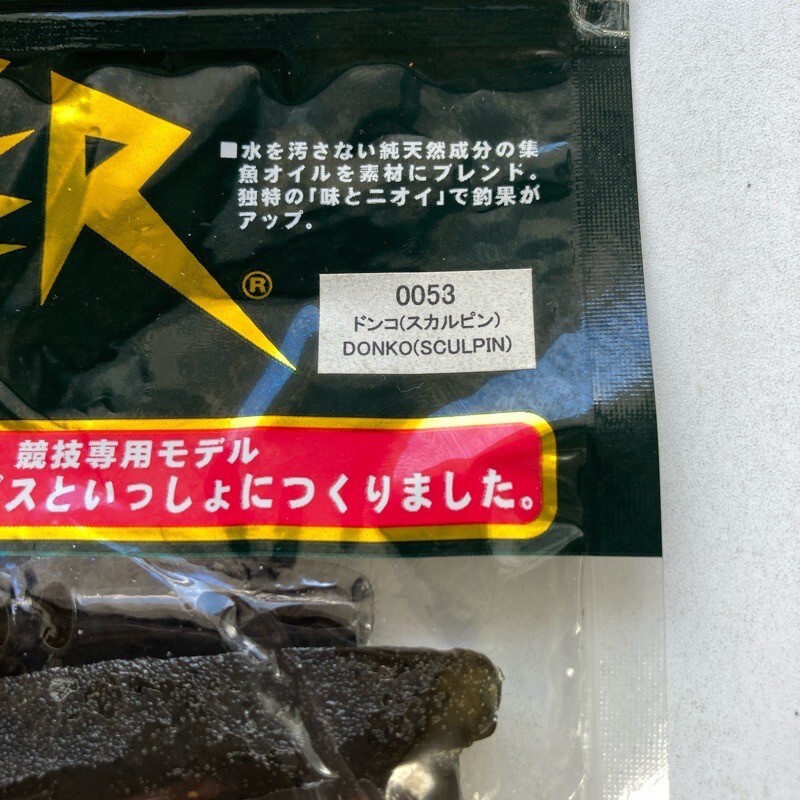 ER
®
■水を汚さない純天然成分の集
魚オイルを素材にブレンド。
独特の「味とニオイ」で釣果が
アップ。
0053
ドンコ(スカルピン)
DONKO(SCULPIN)
競技専用モデル
スといっしょにつくりました。